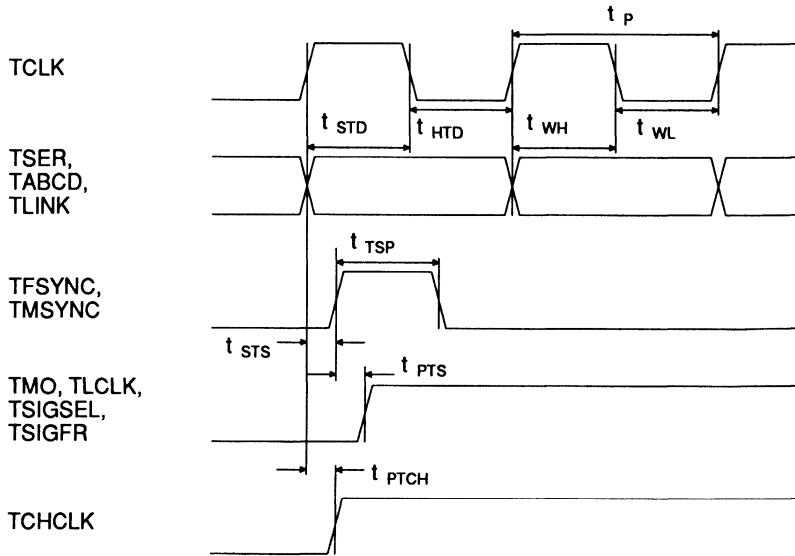 t P
TCLK
t STD
t HTD
t WH
t WL
TSER,
TABCD,
TLINK
t TSP
TFSYNC,
TMSYNC
t STS
t PTS
TMO, TLCLK,
TSIGSEL,
TSIGFR
t PTCH
TCHCLK